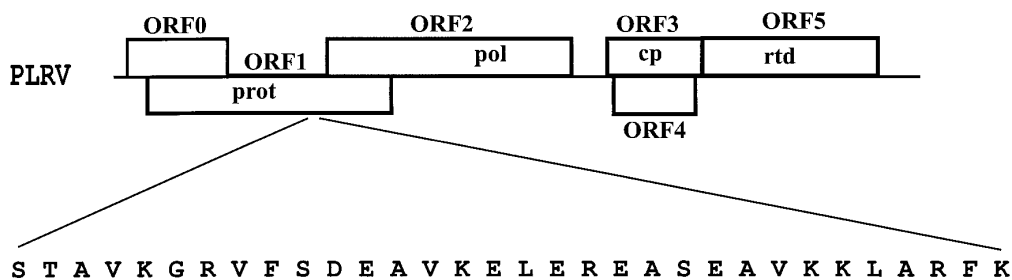 ORF0 ORF2 ORF3 ORF5
ORF1 pol cp rtd
PLRV
prot
ORF4
S T A V K G R V F S D E A V K E L E R E A S E A V K K L A R F K